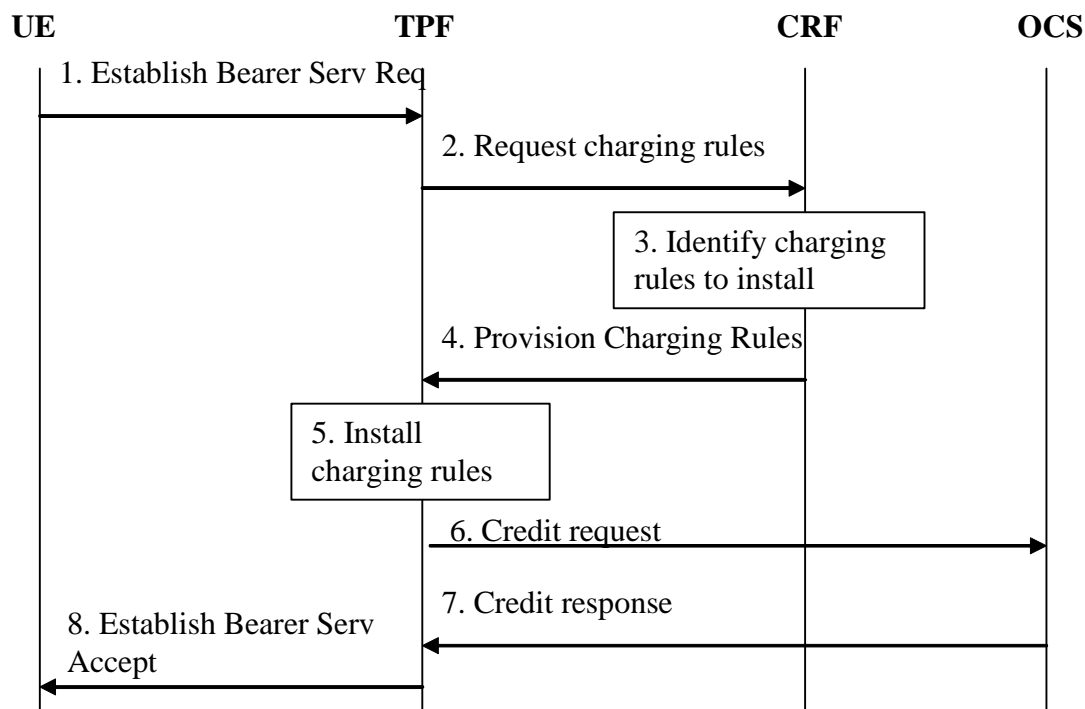 UE TPF CRF OCS
1. Establish Bearer Serv Req
2. Request charging rules
3. Identify charging
rules to install
4. Provision Charging Rules
5. Install
charging rules
6. Credit request
7. Credit response
8. Establish Bearer Serv
Accept